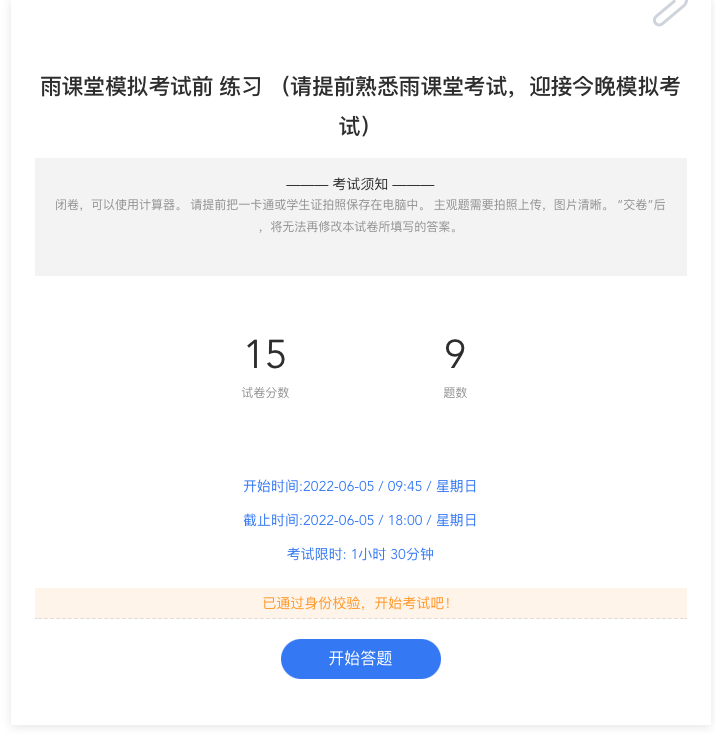 雨课堂模拟考试前 练习 （请提前熟悉雨课堂考试，迎接今晚模拟考
试）
——— 考试须知 ———
闭卷，可以使用计算器。 请提前把一卡通或学生证拍照保存在电脑中。 主观题需要拍照上传，图片清晰。 “交卷”后
，将无法再修改本试卷所填写的答案。
15 9
试卷分数 题数
开始时间:2022-06-05 / 09:45 / 星期日
截止时间:2022-06-05 / 18:00 / 星期日
考试限时: 1小时 30分钟
已通过身份校验，开始考试吧！
开始答题